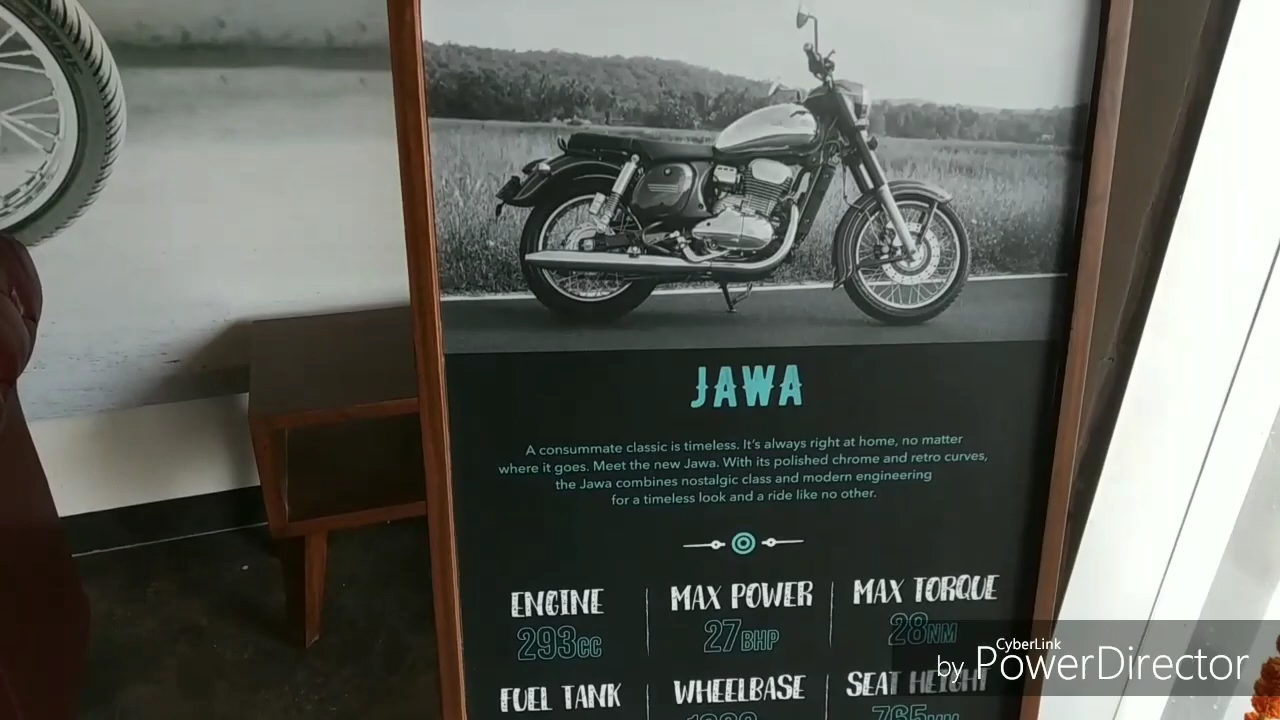 JAWA
A consummate classic is timeless. It's always right at home, no matter
where it goes. Meet the new Jawa. With its polished chrome and retro curves,
the Jawa combines nostalgic class and modern engineering
for a timeless look and a ride like no other.
ENGINE MAX POWER MAX TORQUE
293CC 27BHP 28NM
FUEL TANK WHEELBASE SEAT HEIGHT
765MM
CyberLink
by PowerDirector